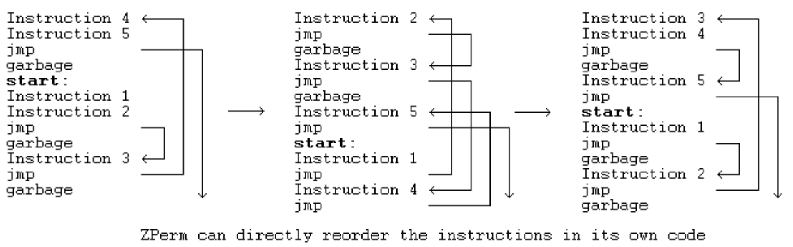 Instruction 4
Instruction 5
jmp
garbage
start:
Instruction 1
Instruction 2
jmp
garbage
Instruction 3
jmp
garbage
Instruction 2
jmp
garbage
Instruction 3
jmp
garbage
Instruction 5
jmp
start:
Instruction 1
jmp
Instruction 4
jmp
Instruction 3
Instruction 4
jmp
garbage
Instruction 5
jmp
start:
Instruction 1
jmp
garbage
Instruction 2
jmp
garbage
ZPerm can directly reorder the instructions in its own code